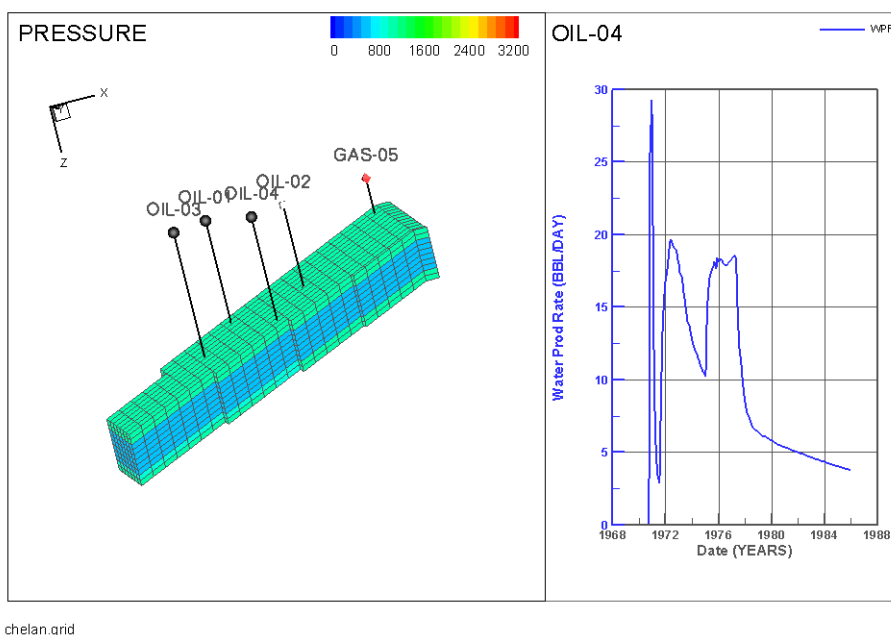 PRESSURE
0 800 1600 2400 3200
X
Z
GAS-05
OIL-02
OIL-04
OIL-01
OIL-03
OIL-04
WPR
Water Prod Rate (BBL/DAY)
30
25
20
15
10
5
0
1968 1972 1976 1980 1984 1988
Date (YEARS)
chelan.grid